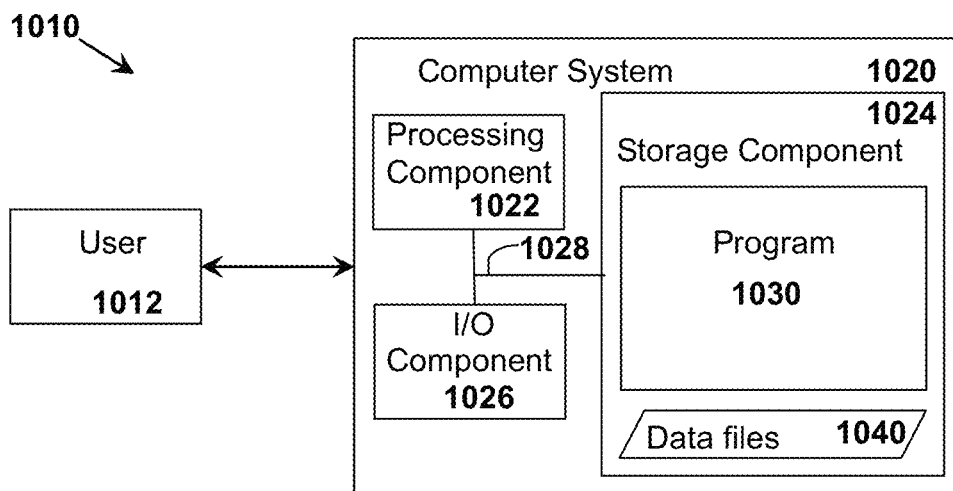 1010
Computer System 1020
1024
Processing
Component
1022
Storage Component
User
1012
1028
Program
1030
I/O
Component
1026
Data files 1040